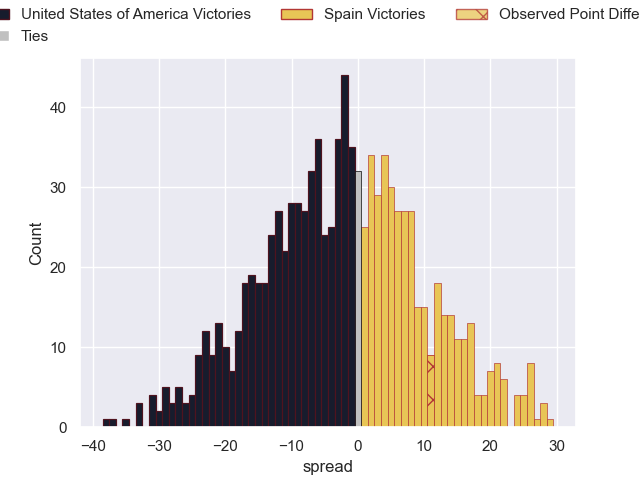 United States of America Victories
Spain Victories
Observed Point Diffe
Ties
40
30
20
10
0
Count
−40
−30
−20
−10
0
10
20
30
spread